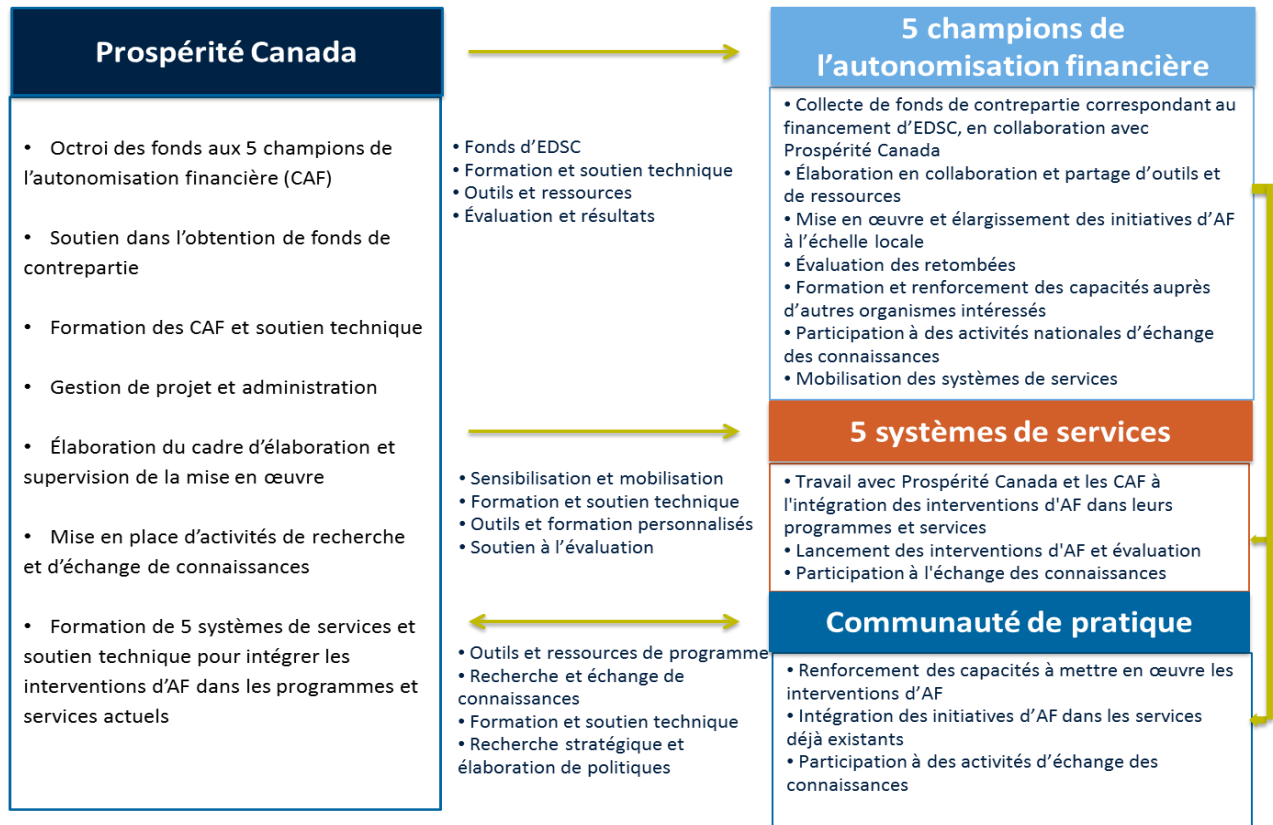 Prospérité Canada
• Octroi des fonds aux 5 champions de
l’autonomisation financière (CAF)
• Soutien dans l’obtention de fonds de
contrepartie
• Formation des CAF et soutien technique
• Gestion de projet et administration
• Élaboration du cadre d’élaboration et
supervision de la mise en œuvre
• Mise en place d’activités de recherche
et d’échange de connaissances
• Formation de 5 systèmes de services et
soutien technique pour intégrer les
interventions d’AF dans les programmes et
services actuels
• Fonds d’EDSC
• Formation et soutien technique
• Outils et ressources
• Évaluation et résultats
• Sensibilisation et mobilisation
• Formation et soutien technique
• Outils et formation personnalisés
• Soutien à l’évaluation
• Outils et ressources de programme
• Recherche et échange de
connaissances
• Formation et soutien technique
• Recherche stratégique et
élaboration de politiques
5 champions de
l’autonomisation financière
• Collecte de fonds de contrepartie correspondant au
financement d’EDSC, en collaboration avec
Prospérité Canada
• Élaboration en collaboration et partage d’outils et
de ressources
• Mise en œuvre et élargissement des initiatives d’AF
à l’échelle locale
• Évaluation des retombées
• Formation et renforcement des capacités auprès
d’autres organismes intéressés
• Participation à des activités nationales d’échange
des connaissances
• Mobilisation des systèmes de services
5 systèmes de services
• Travail avec Prospérité Canada et les CAF à
l'intégration des interventions d'AF dans leurs
programmes et services
• Lancement des interventions d'AF et évaluation
• Participation à l'échange des connaissances
Communauté de pratique
• Renforcement des capacités à mettre en œuvre les
interventions d’AF
• Intégration des initiatives d’AF dans les services
déjà existants
• Participation à des activités d’échange des
connaissances